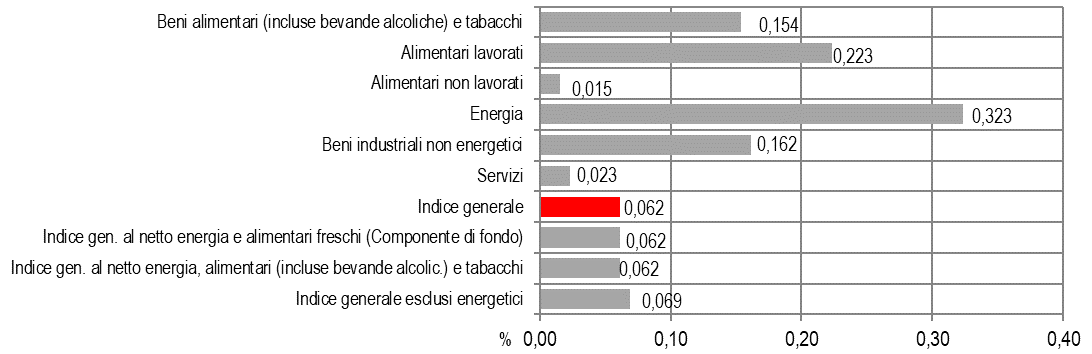 Beni alimentari (incluse bevande alcoliche) e tabacchi 0,154
Alimentari lavorati 0,223
Alimentari non lavorati 0,015
Energia 0,323
Beni industriali non energetici 0,162
Servizi 0,023
Indice generale 0,062
Indice gen. al netto energia e alimentari freschi (Componente di fondo) 0,062
Indice gen. al netto energia, alimentari (incluse bevande alcolic.) e tabacchi 0,062
Indice generale esclusi energetici 0,069
% 0,00 0,10 0,20 0,30 0,40